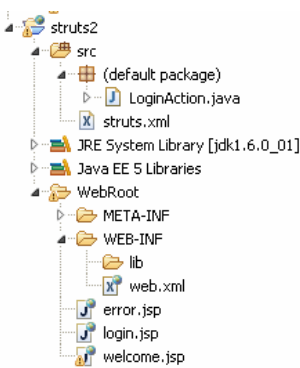 struts2
src
(default package)
LoginAction.java
struts.xml
JRE System Library [jdk1.6.0_01]
Java EE 5 Libraries
WebRoot
META-INF
WEB-INF
lib
web.xml
error.jsp
login.jsp
welcome.jsp